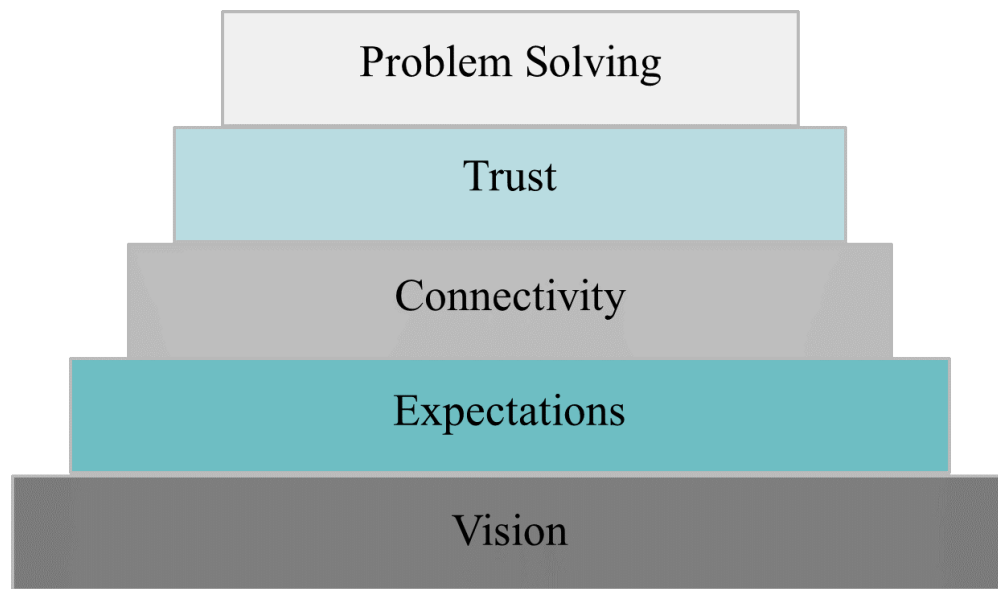 Problem Solving
Trust
Connectivity
Expectations
Vision